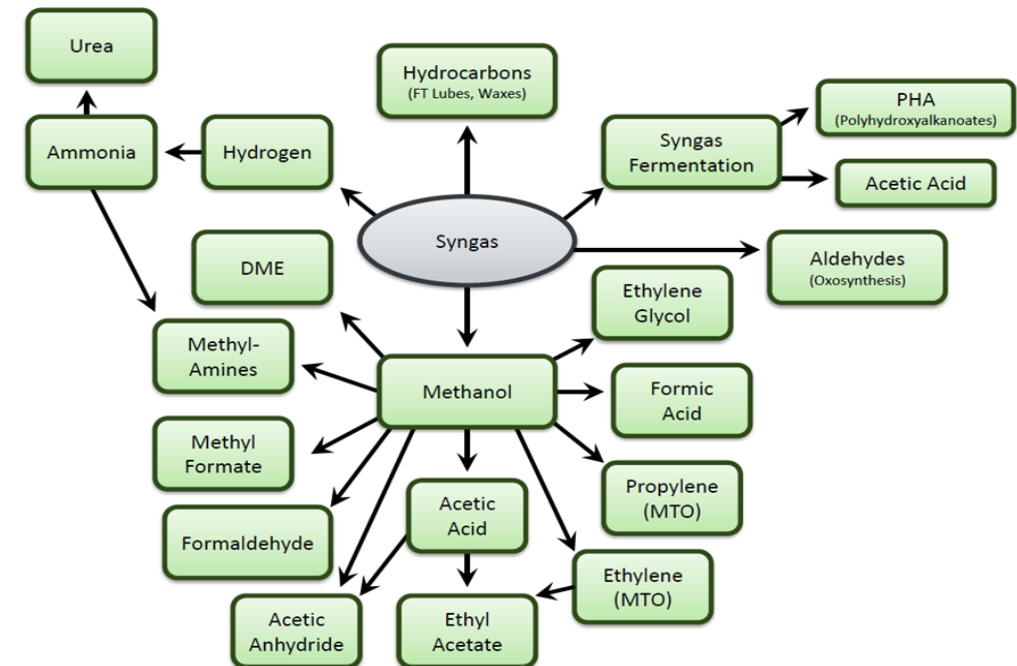 Urea
Hydrocarbons
(FT Lubes, Waxes)
PHA
(Polyhydroxyalkanoates)
Ammonia
Hydrogen
Syngas
Fermentation
Acetic Acid
Syngas
DME
Aldehydes
(Oxosynthesis)
Ethylene
Glycol
Methyl-
Amines
Methanol
Formic
Acid
Methyl
Formate
Propylene
(MTO)
Acetic
Acid
Formaldehyde
Ethylene
(MTO)
Acetic
Anhydride
Ethyl
Acetate